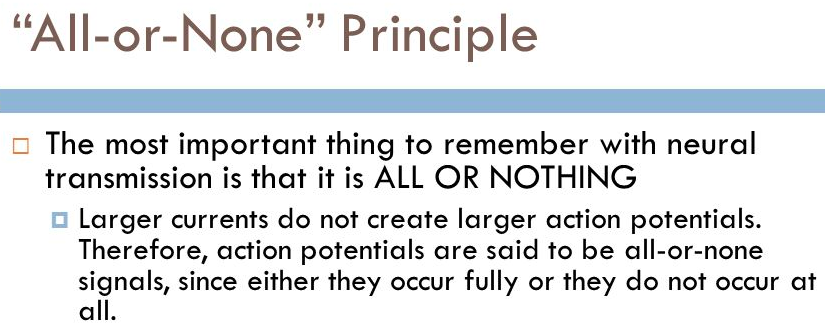 “All-or-None” Principle
The most important thing to remember with neural
transmission is that it is ALL OR NOTHING
Larger currents do not create larger action potentials.
Therefore, action potentials are said to be all-or-none
signals, since either they occur fully or they do not occur at
all.